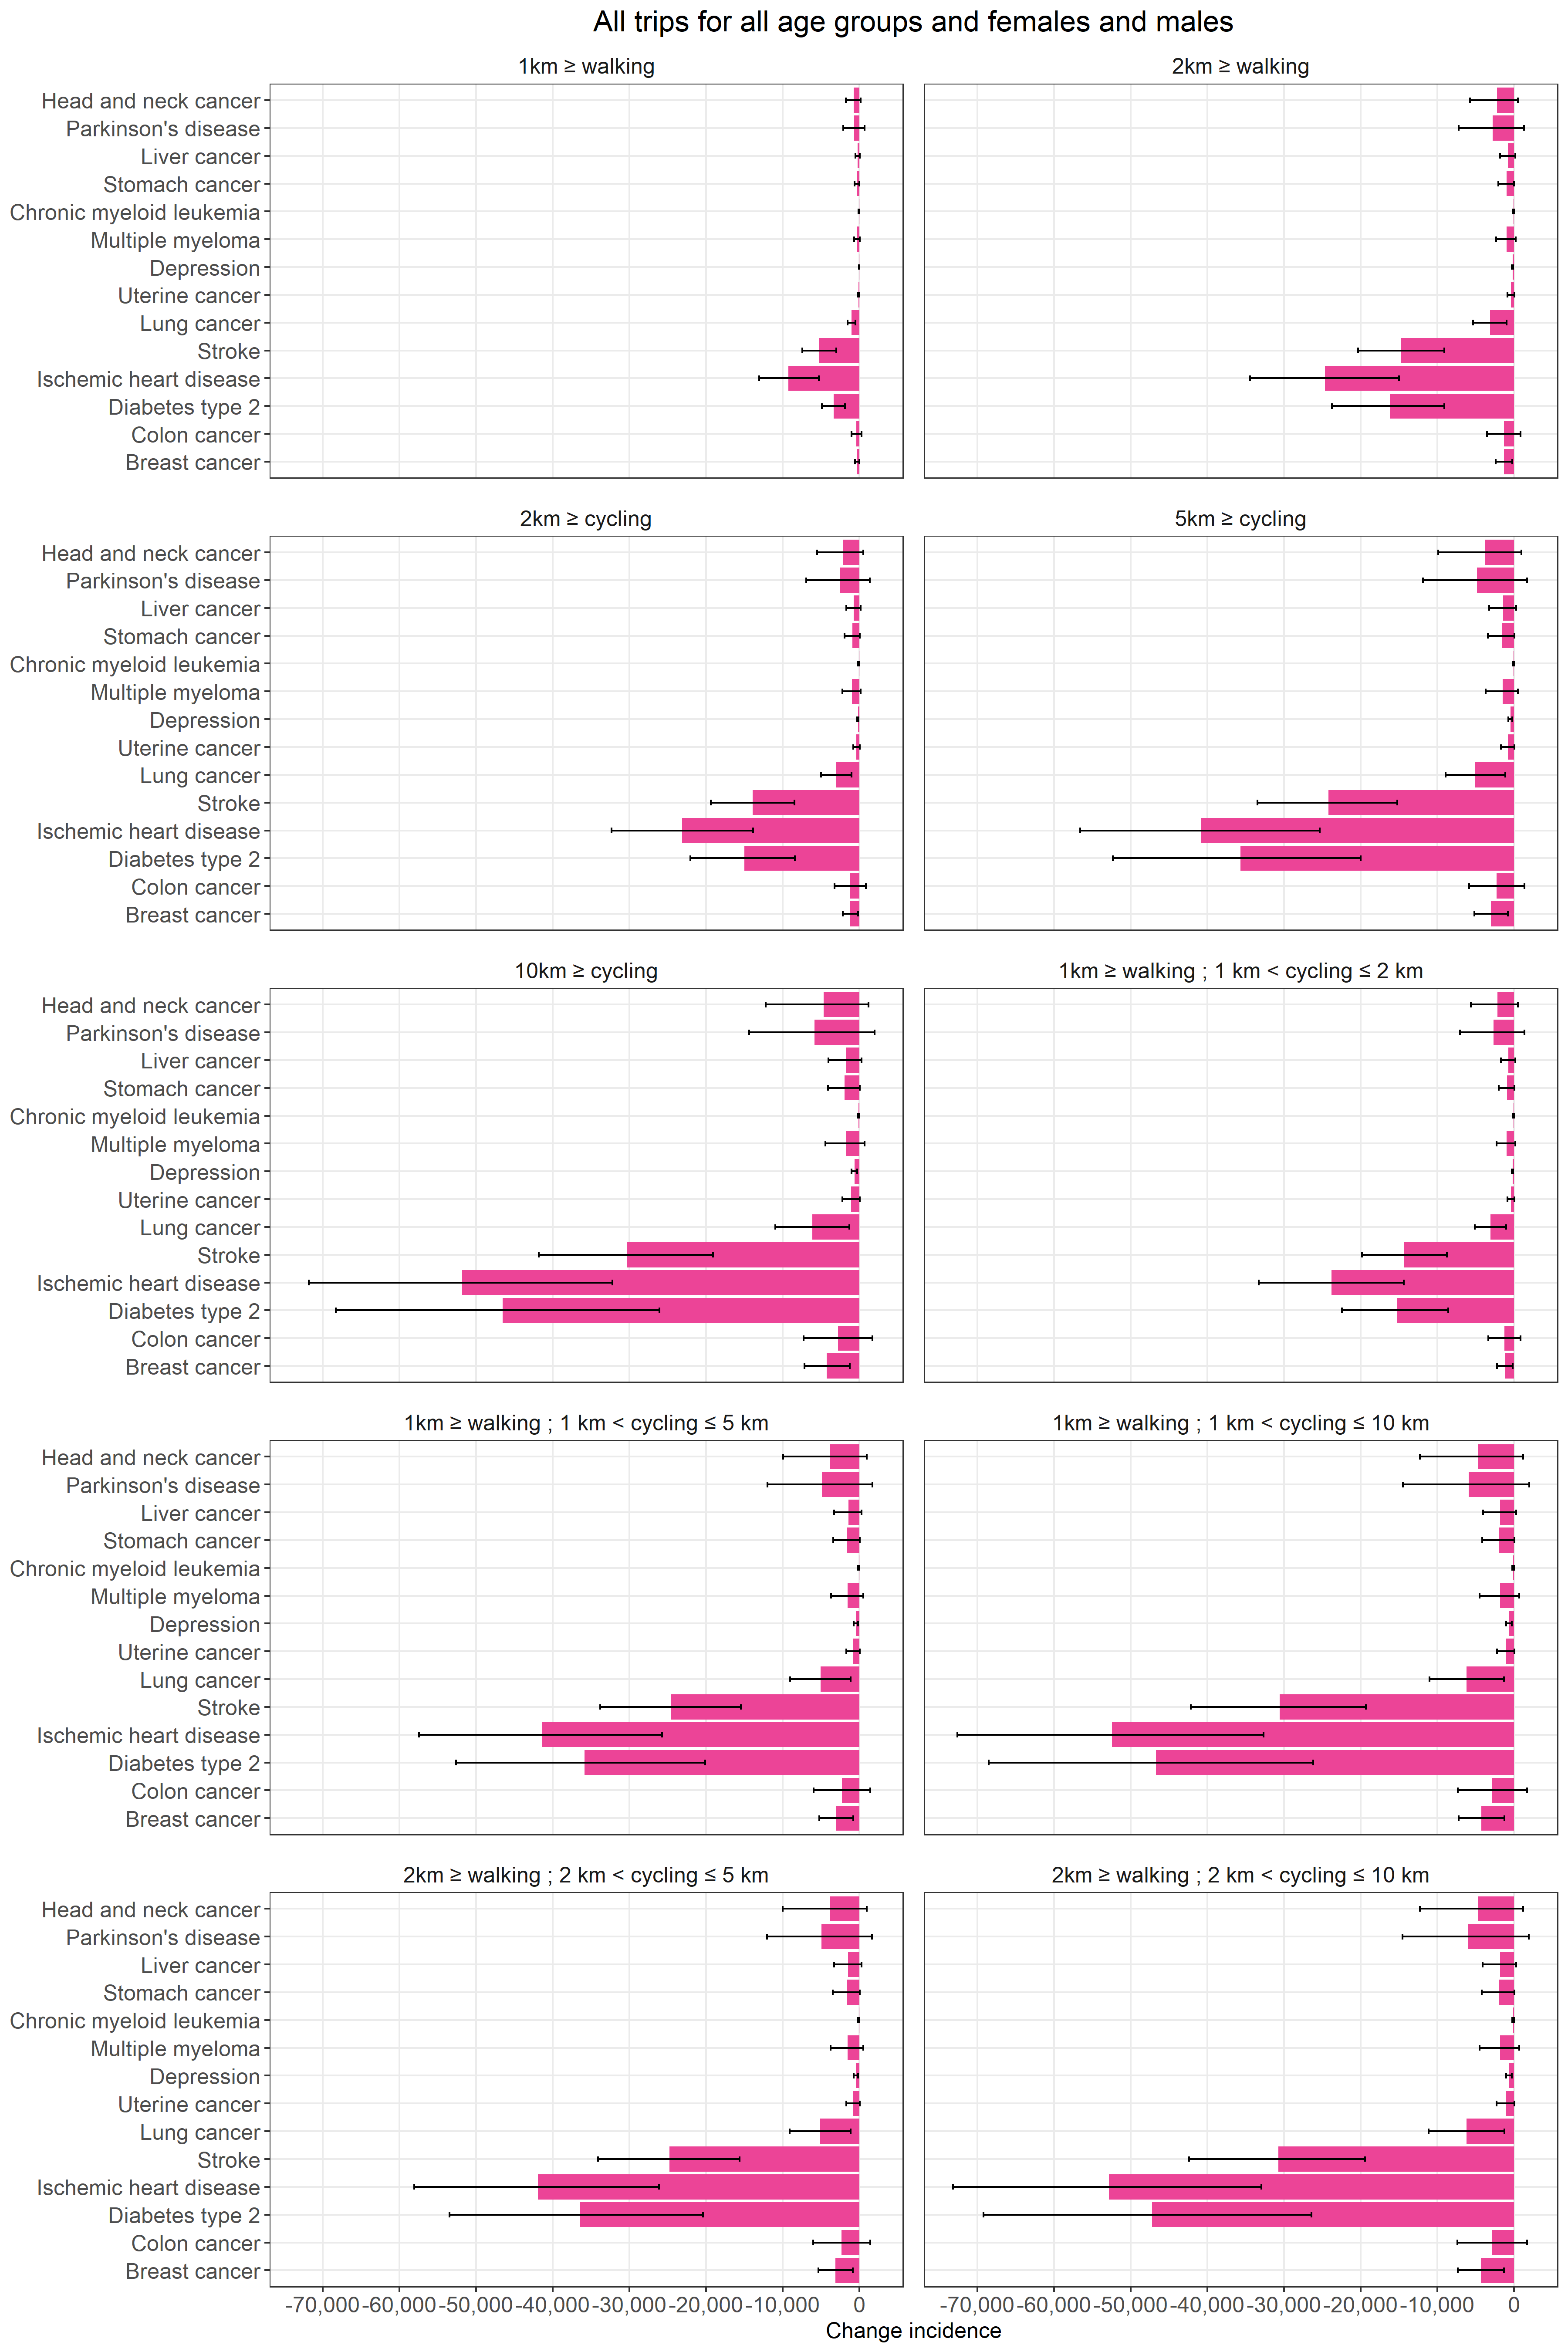 All trips for all age groups and females and males
1km ≥ walking
2km ≥ walking
Head and neck cancer
Parkinson's disease
Liver cancer
Stomach cancer
Chronic myeloid leukemia
Multiple myeloma
Depression
Uterine cancer
Lung cancer
Stroke
Ischemic heart disease
Diabetes type 2
Colon cancer
Breast cancer
2km ≥ cycling
5km ≥ cycling
Head and neck cancer
Parkinson's disease
Liver cancer
Stomach cancer
Chronic myeloid leukemia
Multiple myeloma
Depression
Uterine cancer
Lung cancer
Stroke
Ischemic heart disease
Diabetes type 2
Colon cancer
Breast cancer
10km ≥ cycling
1km ≥ walking ; 1 km < cycling ≤ 2 km
Head and neck cancer
Parkinson's disease
Liver cancer
Stomach cancer
Chronic myeloid leukemia
Multiple myeloma
Depression
Uterine cancer
Lung cancer
Stroke
Ischemic heart disease
Diabetes type 2
Colon cancer
Breast cancer
1km ≥ walking ; 1 km < cycling ≤ 5 km
1km ≥ walking ; 1 km < cycling ≤ 10 km
Head and neck cancer
Parkinson's disease
Liver cancer
Stomach cancer
Chronic myeloid leukemia
Multiple myeloma
Depression
Uterine cancer
Lung cancer
Stroke
Ischemic heart disease
Diabetes type 2
Colon cancer
Breast cancer
2km ≥ walking ; 2 km < cycling ≤ 5 km
2km ≥ walking ; 2 km < cycling ≤ 10 km
Head and neck cancer
Parkinson's disease
Liver cancer
Stomach cancer
Chronic myeloid leukemia
Multiple myeloma
Depression
Uterine cancer
Lung cancer
Stroke
Ischemic heart disease
Diabetes type 2
Colon cancer
Breast cancer
-70,000 -60,000 -50,000 -40,000 -30,000 -20,000 -10,000 0
-70,000 -60,000 -50,000 -40,000 -30,000 -20,000 -10,000 0
Change incidence